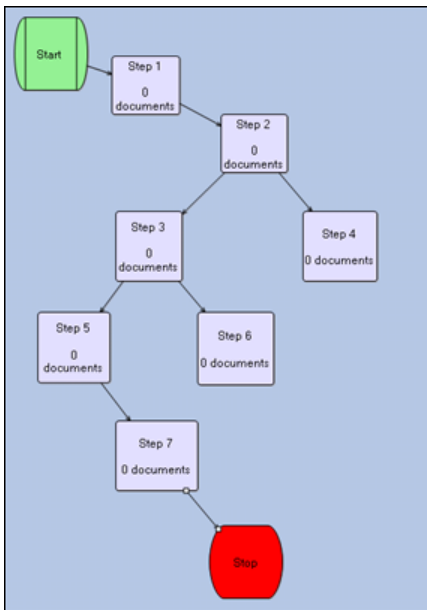 Start
Step 1
0
documents
Step 2
0
documents
Step 3
0
documents
Step 4
0 documents
Step 5
0
documents
Step 6
0 documents
Step 7
0 documents
Stop